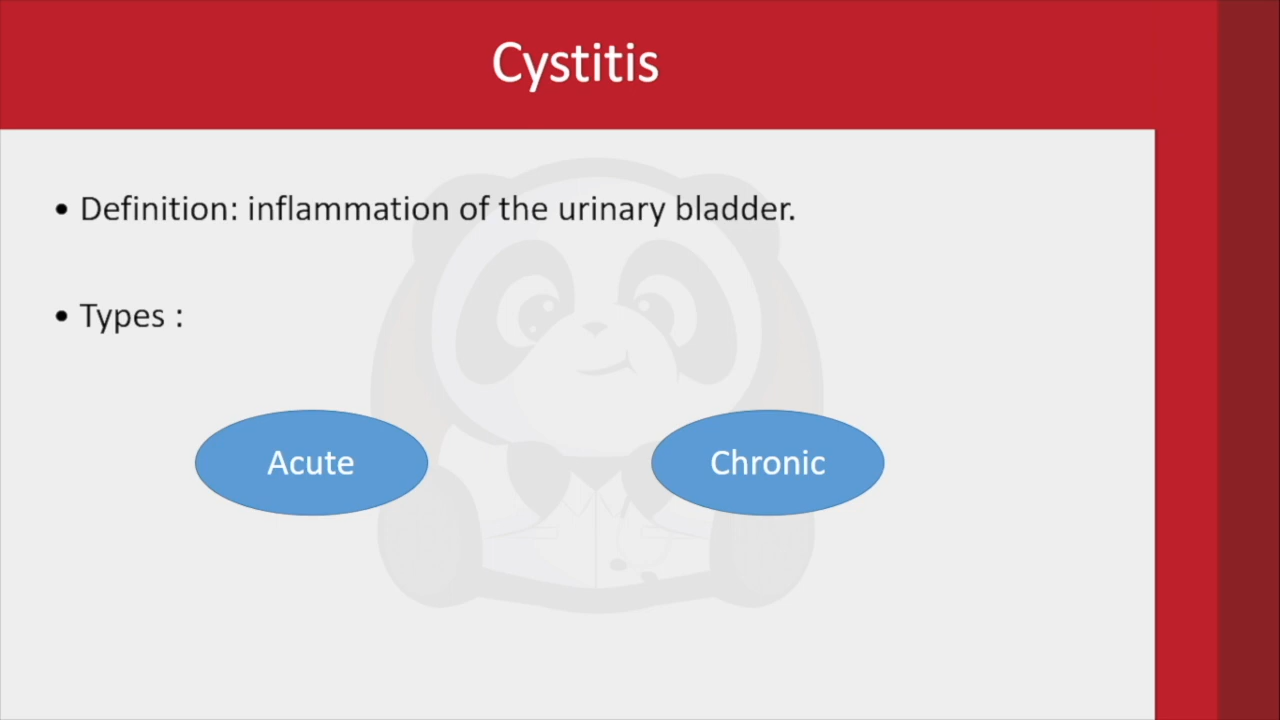 Cystitis
• Definition: inflammation of the urinary bladder.
• Types :
Acute
Chronic